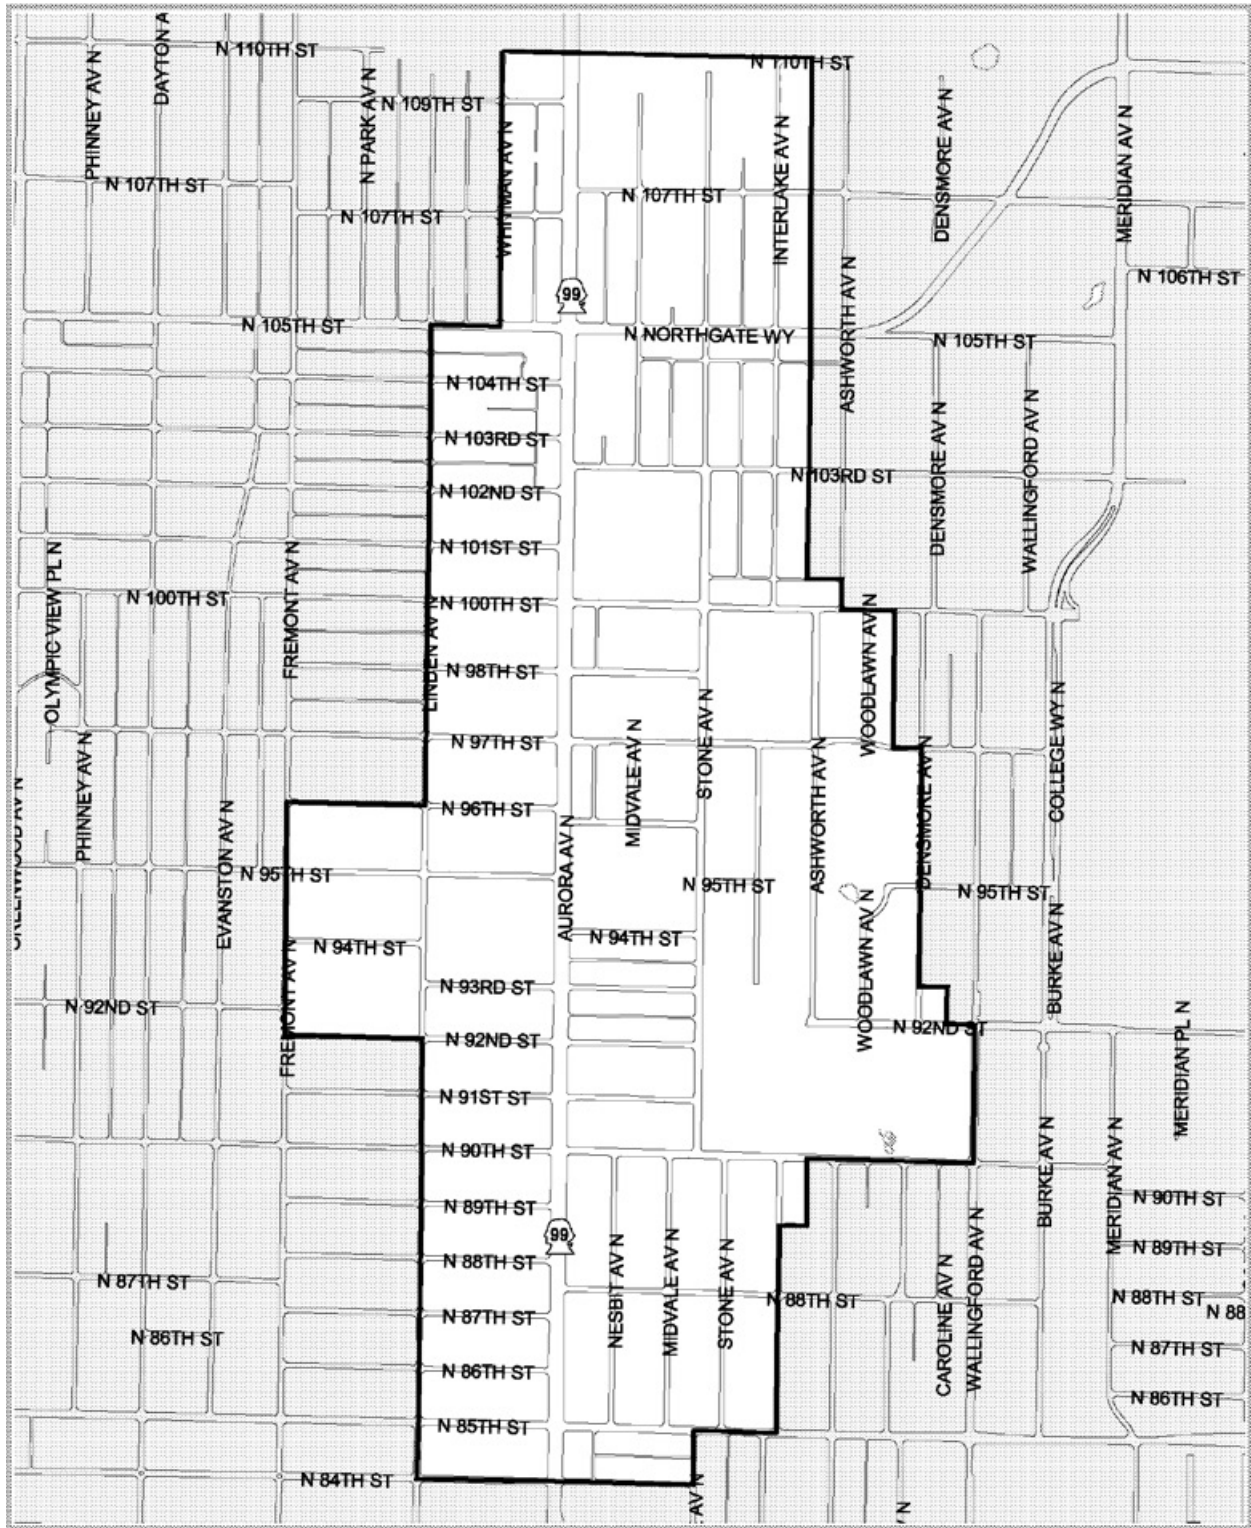 N 110TH ST
N 110TH ST
DAYTON A
PHINNEY AV N
N PARK AV N
N 109TH ST
WHITMAN AV N
INTERLAKE AV N
DENSMORE AV N
MERIDIAN AV N
N 107TH ST
N 107TH ST
N 107TH ST
N 106TH ST
99
N 105TH ST
N NORTHGATE WY
ASHWORTH AV N
N 105TH ST
N 104TH ST
N 103RD ST
N 103RD ST
DENSMORE AV N
WALLINGFORD AV N
N 102ND ST
N 101ST ST
OLYMPIC VIEW PL N
N 100TH ST
FREMONT AV N
LINDEN AV N
N 100TH ST
WOODLAWN AV N
N 98TH ST
STONE AV N
COLLEGE WY N
PHINNEY AV N
N 97TH ST
MIDVALE AV N
ASHWORTH AV N
DENSMORE AV N
GREENWOOD AV N
EVANSTON AV N
N 96TH ST
AURORA AV N
N 95TH ST
N 95TH ST
N 95TH ST
WOODLAWN AV N
BURKE AV N
FREMONT AV N
N 94TH ST
N 94TH ST
N 93RD ST
N 92ND ST
N 92ND ST
N 92ND ST
MERIDIAN PL N
N 91ST ST
N 90TH ST
BURKE AV N
MERIDIAN AV N
N 90TH ST
N 89TH ST
99
N 89TH ST
N 88TH ST
NESBIT AV N
MIDVALE AV N
STONE AV N
N 88TH ST
CAROLINE AV N
WALLINGFORD AV N
N 88TH ST
N 88
N 87TH ST
N 87TH ST
N 87TH ST
N 86TH ST
N 86TH ST
N 86TH ST
N 85TH ST
N 84TH ST
AV N
N